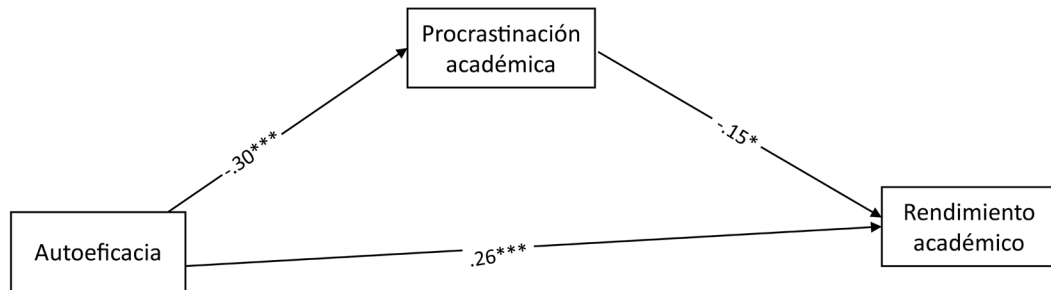 Procrastinación
académica
-.30***
-.15*
Autoeficacia
.26***
Rendimiento
académico